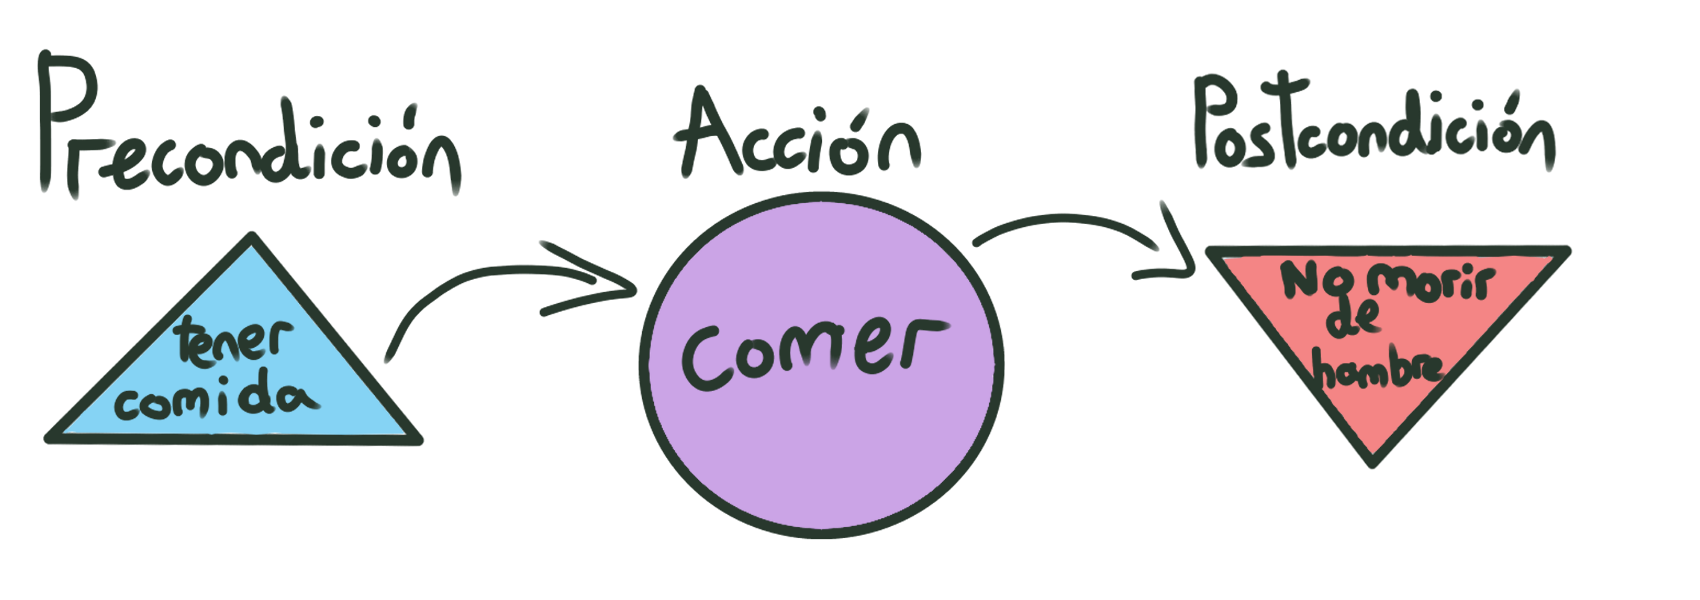 Precondición
Acción
Postcondición
tener
comida
Comer
No morir
de
hambre